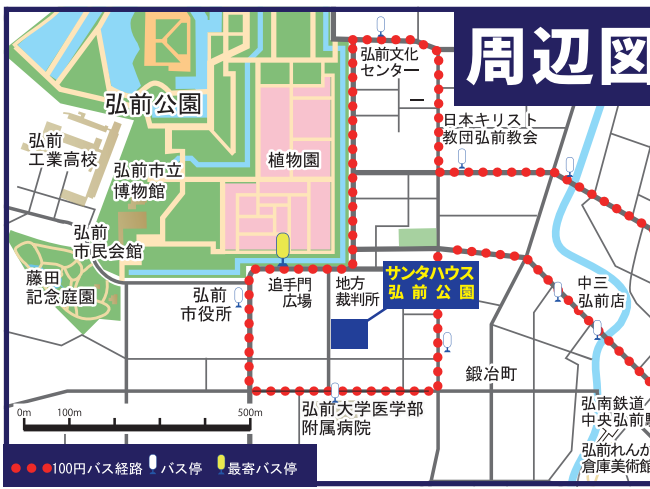 周辺図
弘前文化
センター
弘前公園
日本キリスト
教団弘前教会
弘前
工業高校
植物園
弘前市立
博物館
弘前
市民会館
藤田
記念庭園
サンタハウス
弘前公園
追手門
広場
地方
裁判所
中三
弘前店
弘前
市役所
鍛冶町
弘前大学医学部
附属病院
弘南鉄道
中央弘前
弘前れんが
倉庫美術館
0m 100m 500m
100円バス経路 バス停 最寄バス停